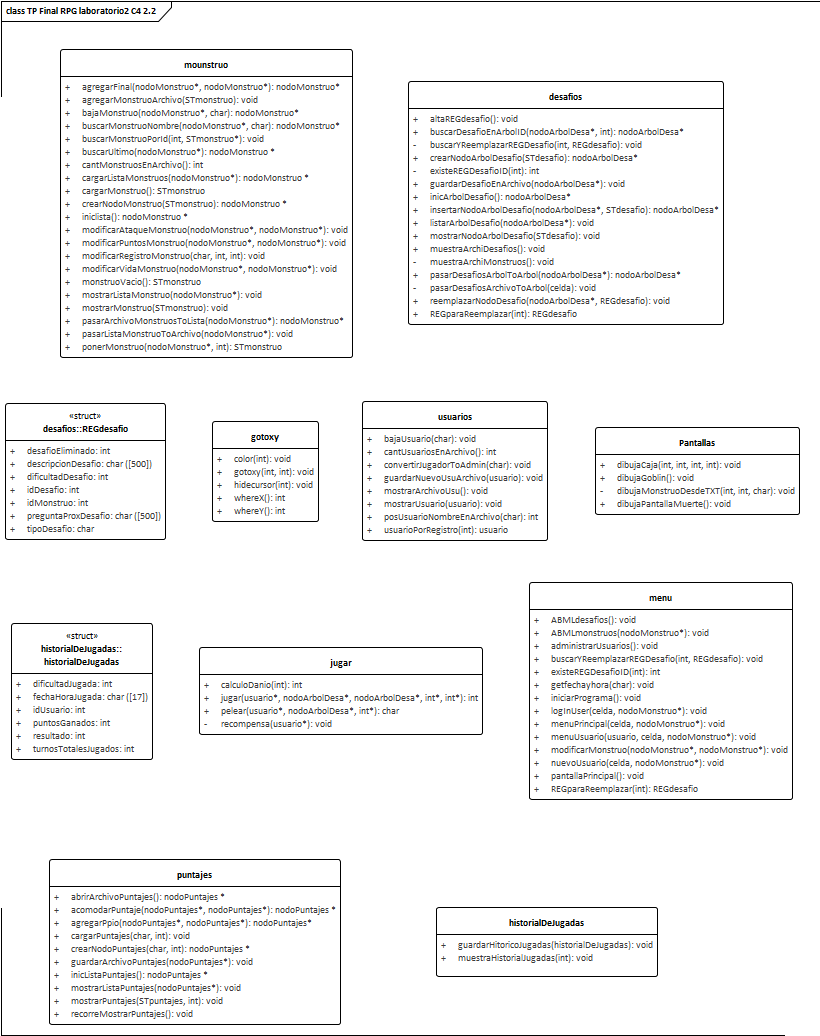 class TP Final RPG laboratorio2 C4 2.2
mounstruo
+ agregarFinal(nodoMonstruo*, nodoMonstruo*): nodoMonstruo*
+ agregarMonstruoArchivo(STmonstruo): void
+ bajaMonstruo(nodoMonstruo*, char): nodoMonstruo*
+ buscarMonstruoNombre(nodoMonstruo*, char): nodoMonstruo*
+ buscarMonstruoPorId(int, STmonstruo*): void
+ buscarUltimo(nodoMonstruo*): nodoMonstruo *
+ cantMonstruosEnArchivo(): int
+ cargarListaMonstruos(nodoMonstruo*): nodoMonstruo *
+ cargarMonstruo(): STmonstruo
+ crearNodoMonstruo(STmonstruo): nodoMonstruo *
+ iniclista(): nodoMonstruo *
+ modificarAtaqueMonstruo(nodoMonstruo*, nodoMonstruo*): void
+ modificarPuntosMonstruo(nodoMonstruo*, nodoMonstruo*): void
+ modificarRegistroMonstruo(char, int, int): void
+ modificarVidaMonstruo(nodoMonstruo*, nodoMonstruo*): void
+ monstruoVacio(): STmonstruo
+ mostrarListaMonstruo(nodoMonstruo*): void
+ mostrarMonstruo(STmonstruo): void
+ pasarArchivoMonstruosToLista(nodoMonstruo*): nodoMonstruo*
+ pasarListaMonstruoToArchivo(nodoMonstruo*): void
+ ponerMonstruo(nodoMonstruo*, int): STmonstruo
desafios
+ altaREGdesafio(): void
+ buscarDesafioEnArbolID(nodoArbolDesa*, int): nodoArbolDesa*
- buscarYReemplazarREGDesafio(int, REGdesafio): void
+ crearNodoArbolDesafio(STdesafio): nodoArbolDesa*
- existeREGDesafioID(int): int
+ guardarDesafioEnArchivo(nodoArbolDesa*): void
+ inicArbolDesafio(): nodoArbolDesa*
+ insertarNodoArbolDesafio(nodoArbolDesa*, STdesafio): nodoArbolDesa*
+ listarArbolDesafio(nodoArbolDesa*): void
+ mostrarNodoArbolDesafio(STdesafio): void
+ muestraArchiDesafios(): void
- muestraArchiMonstruos(): void
+ pasarDesafiosArbolToArbol(nodoArbolDesa*): nodoArbolDesa*
- pasarDesafiosArchivoToArbol(celda): void
+ reemplazarNodoDesafio(nodoArbolDesa*, REGdesafio): void
+ REGparaReemplazar(int): REGdesafio
«struct»
desafios::REGdesafio
+ desafioEliminado: int
+ descripcionDesafio: char ([500])
+ dificultadDesafio: int
+ idDesafio: int
+ idMonstruo: int
+ preguntaProxDesafio: char ([500])
+ tipoDesafio: char
gotoxy
+ color(int): void
+ gotoxy(int, int): void
+ hidecursor(int): void
+ whereX(): int
+ whereY(): int
usuarios
+ bajaUsuario(char): void
+ cantUsuariosEnArchivo(): int
+ convertirJugadorToAdmin(char): void
+ guardarNuevoUsuArchivo(usuario): void
+ mostrarArchivoUsu(): void
+ mostrarUsuario(usuario): void
+ posUsuarioNombreEnArchivo(char): int
+ usuarioPorRegistro(int): usuario
Pantallas
+ dibujaCaja(int, int, int, int): void
+ dibujaGoblin(): void
- dibujaMonstruoDesdeTXT(int, int, char): void
+ dibujaPantallaMuerte(): void
«struct»
historialDeJugadas::
historialDeJugadas
+ dificultadJugada: int
+ fechaHoraJugada: char ([17])
+ idUsuario: int
+ puntosGanados: int
+ resultado: int
+ turnosTotalesJugados: int
jugar
+ calculoDanio(int): int
+ jugar(usuario*, nodoArbolDesa*, nodoArbolDesa*, int*, int*): int
+ pelear(usuario*, nodoArbolDesa*, int*): char
- recompensa(usuario*): void
menu
+ ABMLdesafios(): void
+ ABMLmonstruos(nodoMonstruo*): void
+ administrarUsuarios(): void
+ buscarYReemplazarREGDesafio(int, REGdesafio): void
+ existeREGDesafioID(int): int
+ getfechayhora(char): void
+ iniciarPrograma(): void
+ logInUser(celda, nodoMonstruo*): void
+ menuPrincipal(celda, nodoMonstruo*): void
+ menuUsuario(usuario, celda, nodoMonstruo*): void
+ modificarMonstruo(nodoMonstruo*, nodoMonstruo*): void
+ nuevoUsuario(celda, nodoMonstruo*): void
+ pantallaPrincipal(): void
+ REGparaReemplazar(int): REGdesafio
puntajes
+ abrirArchivoPuntajes(): nodoPuntajes *
+ acomodarPuntaje(nodoPuntajes*, nodoPuntajes*): nodoPuntajes *
+ agregarPpio(nodoPuntajes*, nodoPuntajes*): nodoPuntajes*
+ cargarPuntajes(char, int): void
+ crearNodoPuntajes(char, int): nodoPuntajes *
+ guardarArchivoPuntajes(nodoPuntajes*): void
+ inicListaPuntajes(): nodoPuntajes *
+ mostrarListaPuntajes(nodoPuntajes*): void
+ mostrarPuntajes(STpuntajes, int): void
+ recorreMostrarPuntajes(): void
historialDeJugadas
+ guardarHitoricoJugadas(historialDeJugadas): void
+ muestraHistorialJugadas(int): void